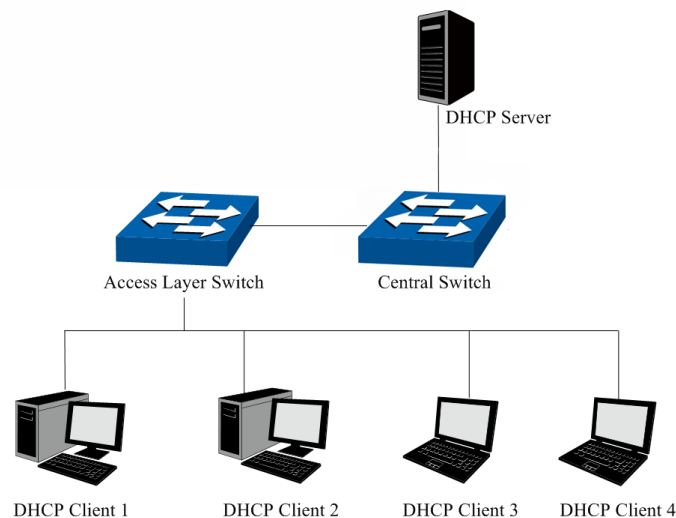 DHCP Server
Access Layer Switch
Central Switch
DHCP Client 1
DHCP Client 2
DHCP Client 3
DHCP Client 4